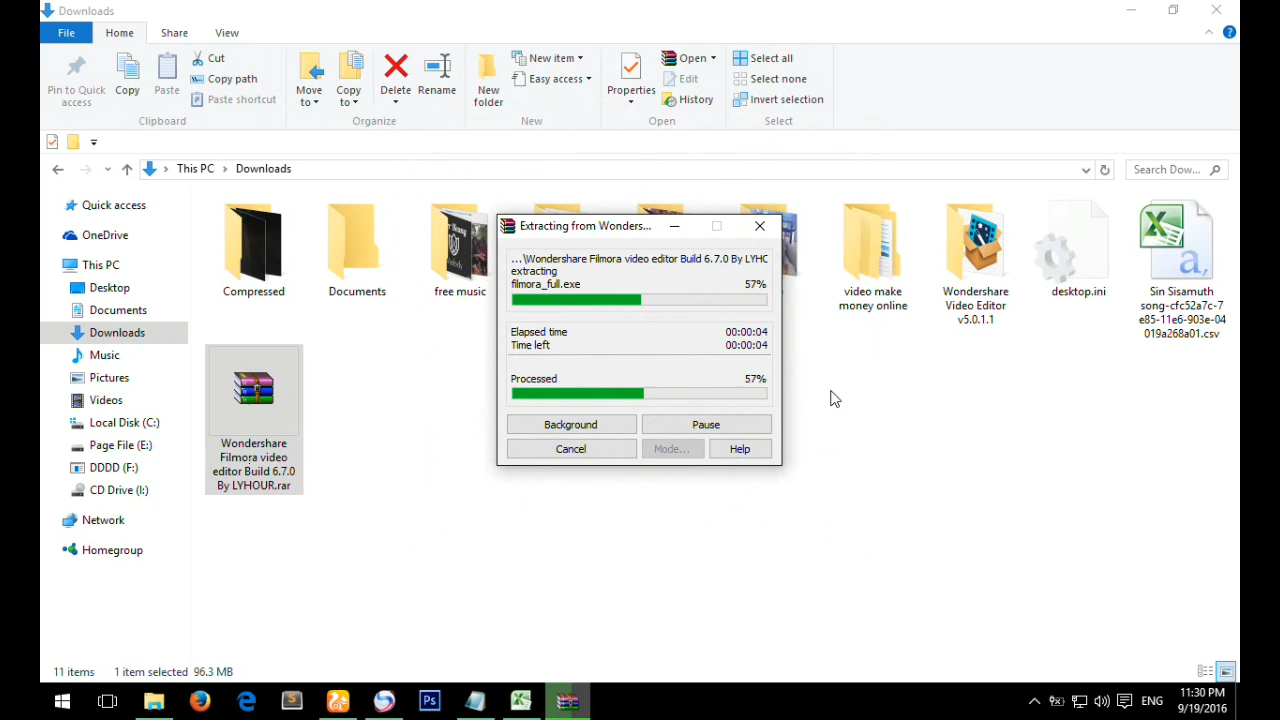 Downloads
File
Home
Share
View
Pin to Quick
access
Copy
Paste
Cut
Copy path
Paste shortcut
Move
to
Copy
to
Delete
Rename
New
folder
New item
Easy access
Properties
Open
Edit
History
Select all
Select none
Invert selection
Clipboard
Organize
New
Open
Select
This PC
Downloads
Search Dow...
Quick access
OneDrive
This PC
Desktop
Documents
Downloads
Music
Pictures
Videos
Local Disk (C:)
Page File (E:)
DDDD (F:)
CD Drive (I:)
Network
Homegroup
Compressed
Documents
free music
video make
money online
Wondershare
Video Editor
v5.0.1.1
desktop.ini
Sin Sisamuth
song-cfc52a7c-7
e85-11e6-903e-04
019a268a01.csv
Wondershare
Filmora video
editor Build 6.7.0
By LYHOUR.rar
Extracting from Wonders...
...\Wondershare Filmora video editor Build 6.7.0 By LYHC
extracting
filmora_full.exe
57%
Elapsed time
00:00:04
Time left
00:00:04
Processed
57%
Background
Pause
Cancel
Mode...
Help
11 items
1 item selected
96.3 MB
Ps
ENG
11:30 PM
9/19/2016